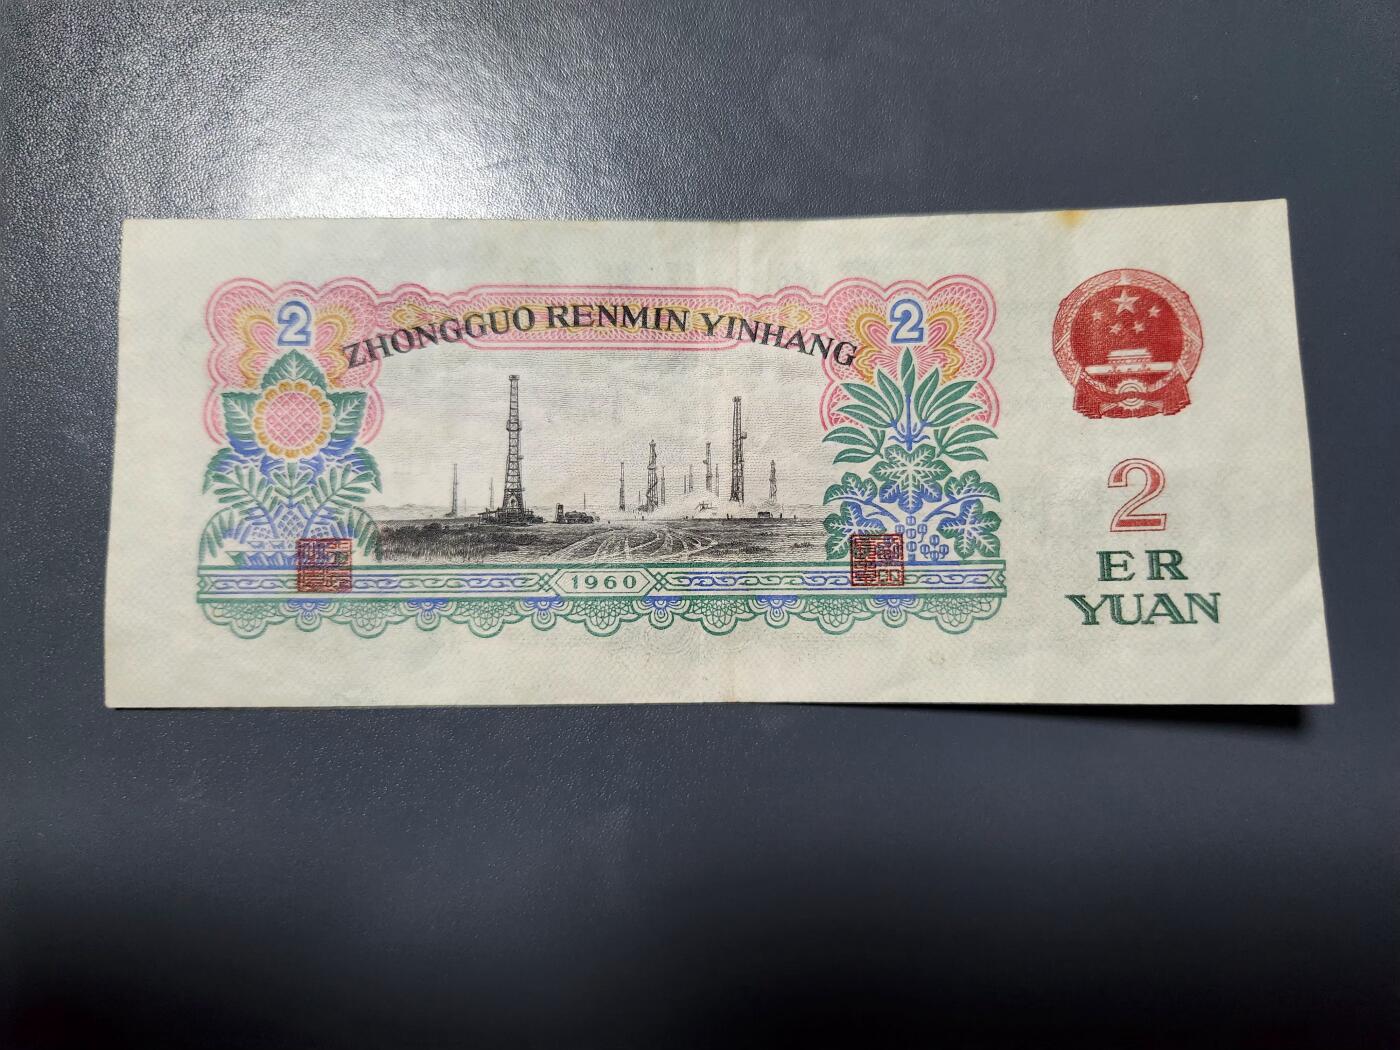 2
2
ZHONGGUO RENMIN YINHANG
1960
2
ER
YUAN